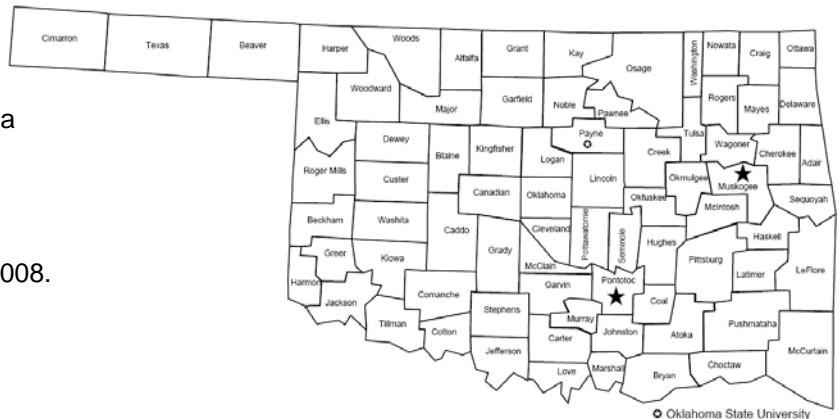 Cimarron
Texas
Beaver
Harper
Woods
Alfalfa
Grant
Kay
Osage
Washington
Nowata
Craig
Ottawa
Woodward
Major
Garfield
Noble
Pawnee
Rogers
Mayes
Delaware
a
Ellis
Dewey
Blaine
Kingfisher
Logan
Payne
Creek
Tulsa
Wagoner
Cherokee
Adair
Roger Mills
Custer
Canadian
Oklahoma
Lincoln
Okfuskee
Okmulgee
Muskogee
McIntosh
Sequoyah
Beckham
Washita
Caddo
Grady
Cleveland
Pottawatomie
Seminole
Hughes
Pittsburg
Haskell
008.
Greer
Kiowa
McClain
Garvin
Pontotoc
Coal
Latimer
LeFlore
Harmon
Jackson
Comanche
Stephens
Murray
Johnston
Atoka
Pushmataha
Tillman
Cotton
Jefferson
Carter
Love
Marshall
Bryan
Choctaw
McCurtain
Oklahoma State University